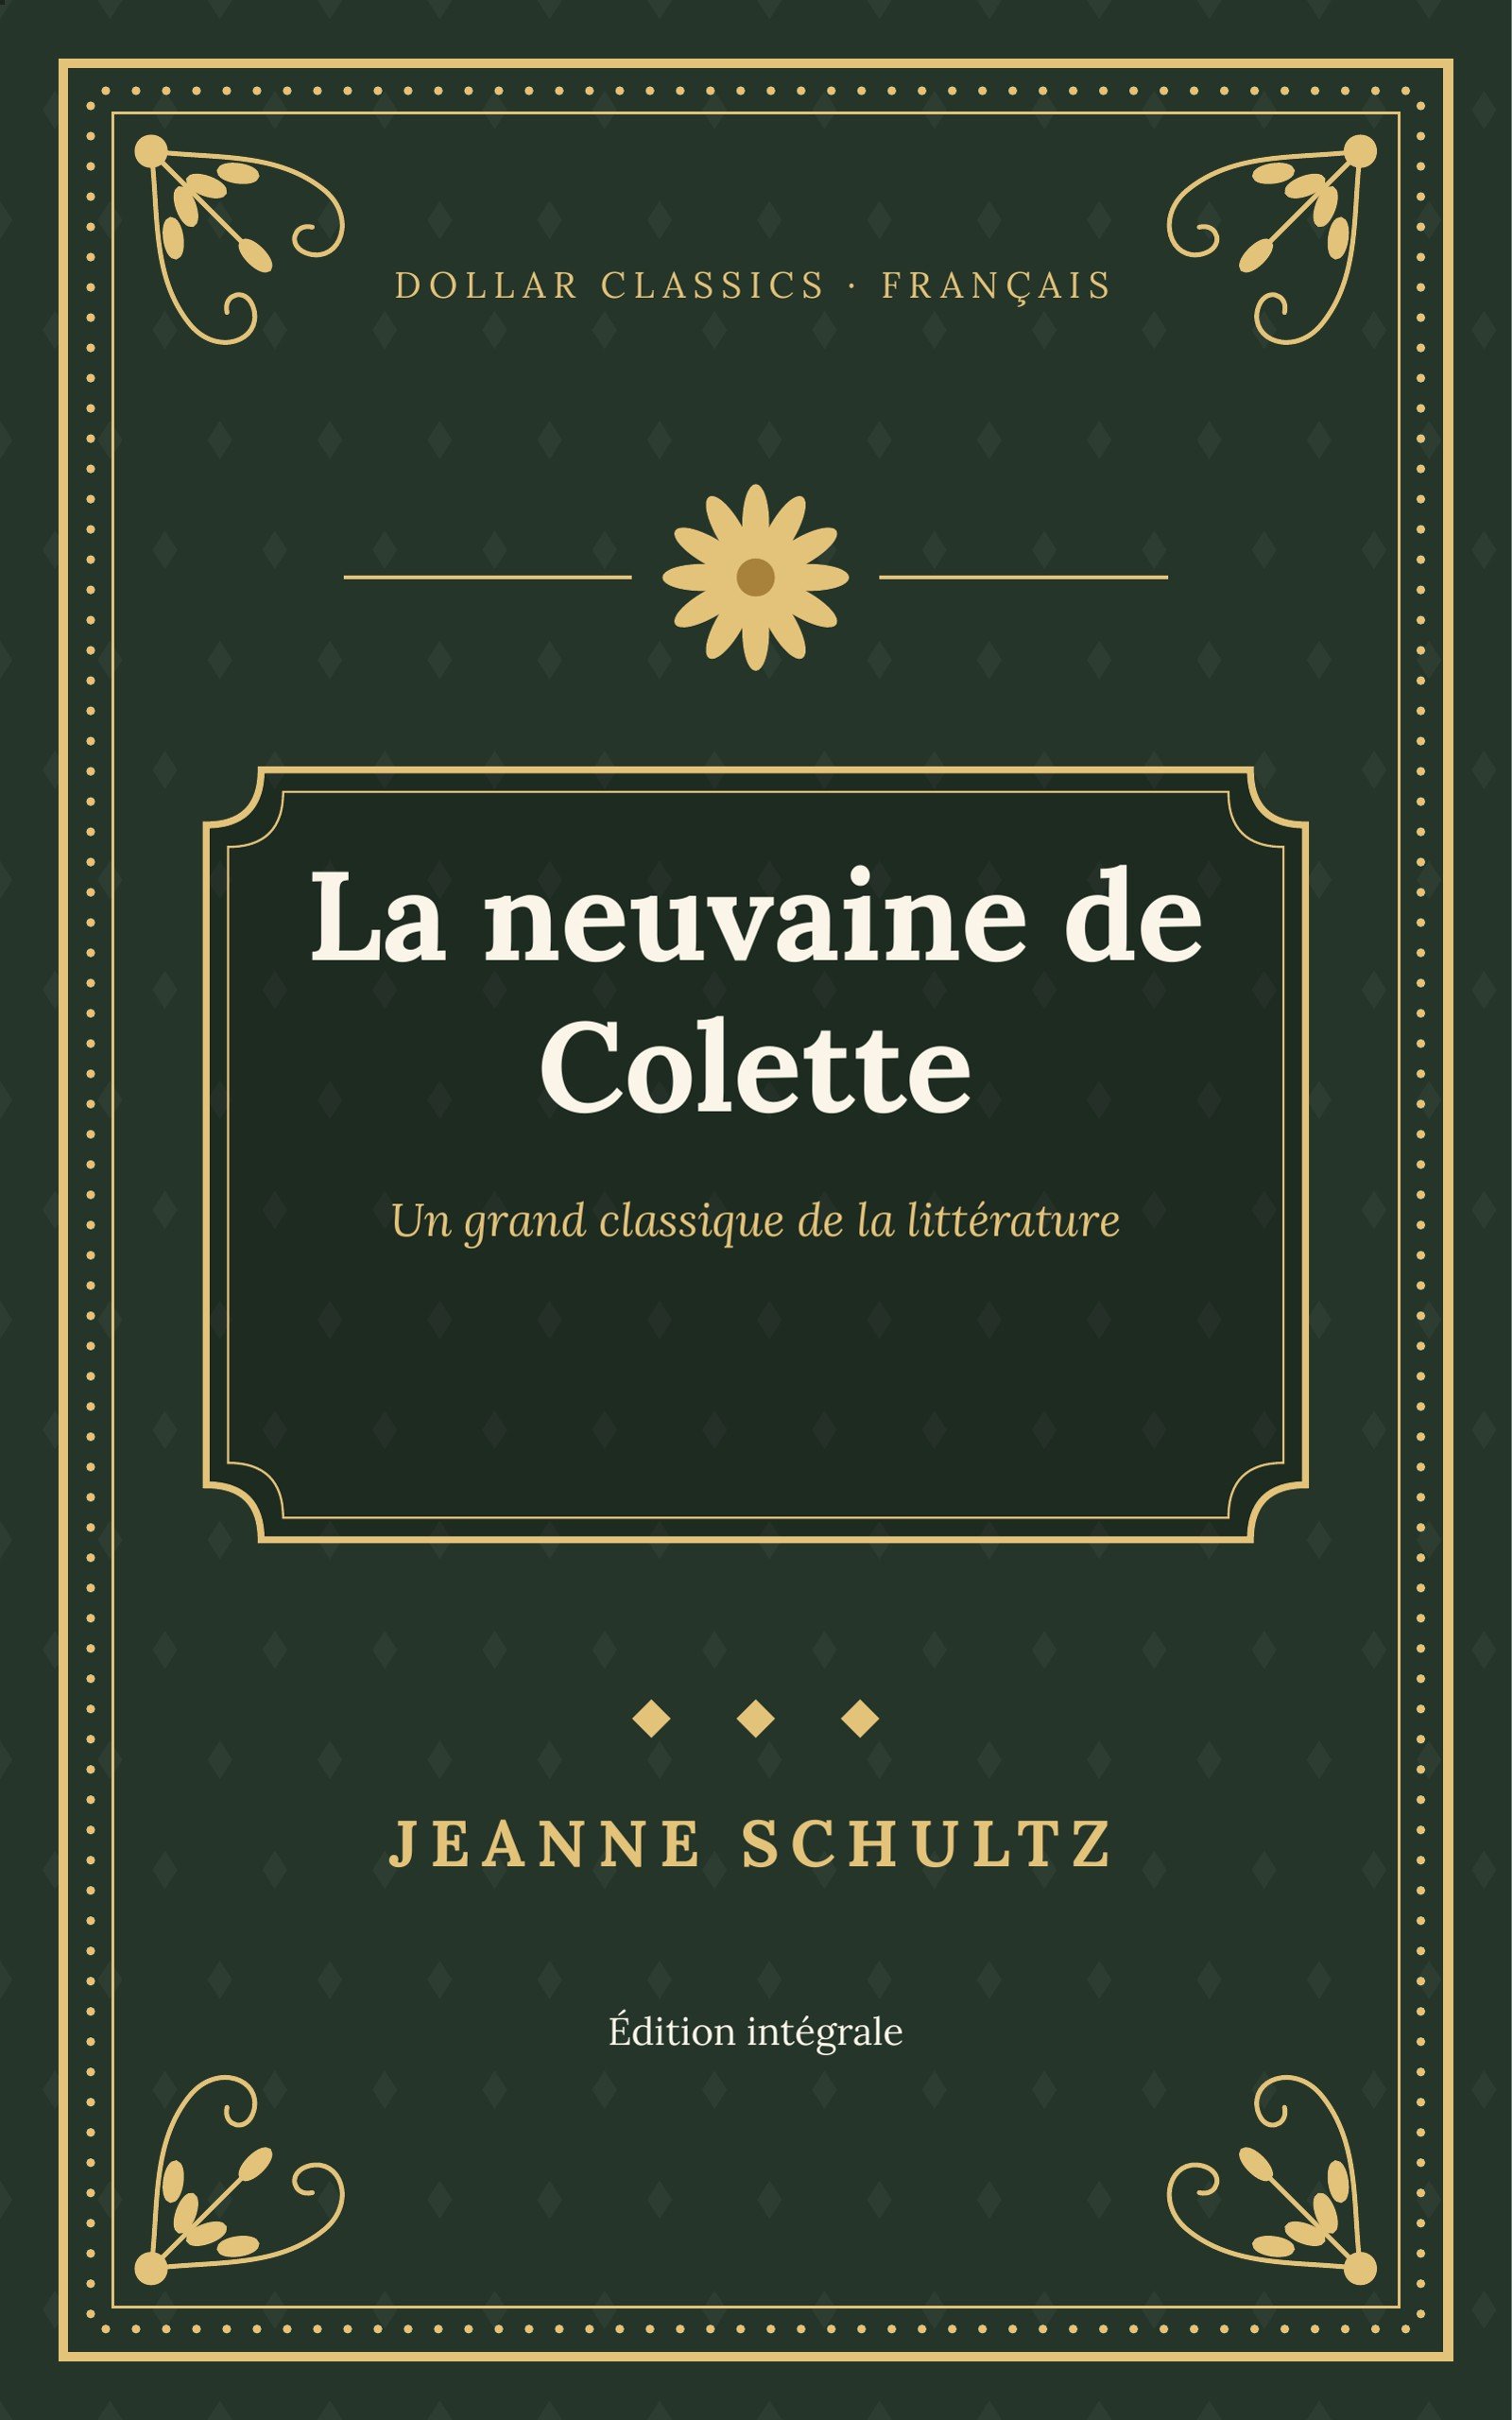 DOLLAR CLASSICS · FRANÇAIS
La neuvaine de
Colette
Un grand classique de la littérature
JEANNE SCHULTZ
Édition intégrale